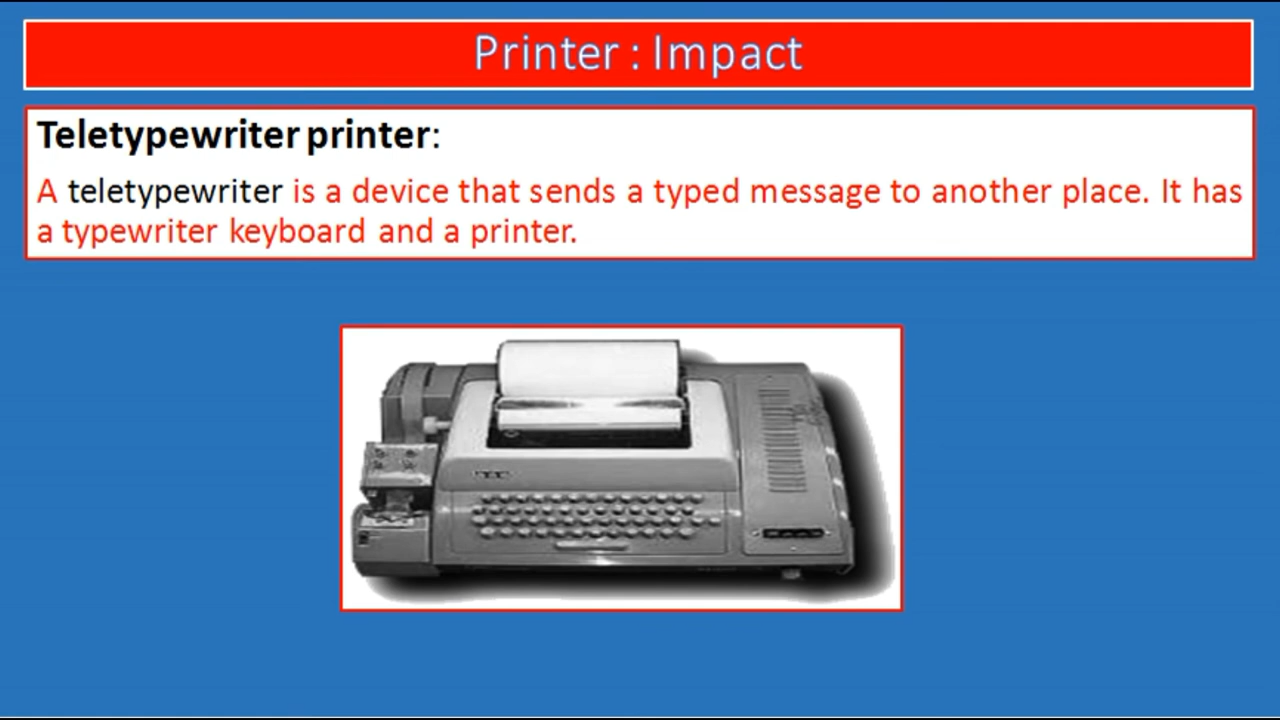 Printer : Impact
Teletypewriter printer:
A teletypewriter is a device that sends a typed message to another place. It has
a typewriter keyboard and a printer.